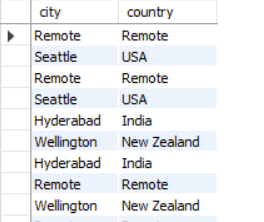 city country
Remote Remote
Seattle USA
Remote Remote
Seattle USA
Hyderabad India
Wellington New Zealand
Hyderabad India
Remote Remote
Wellington New Zealand